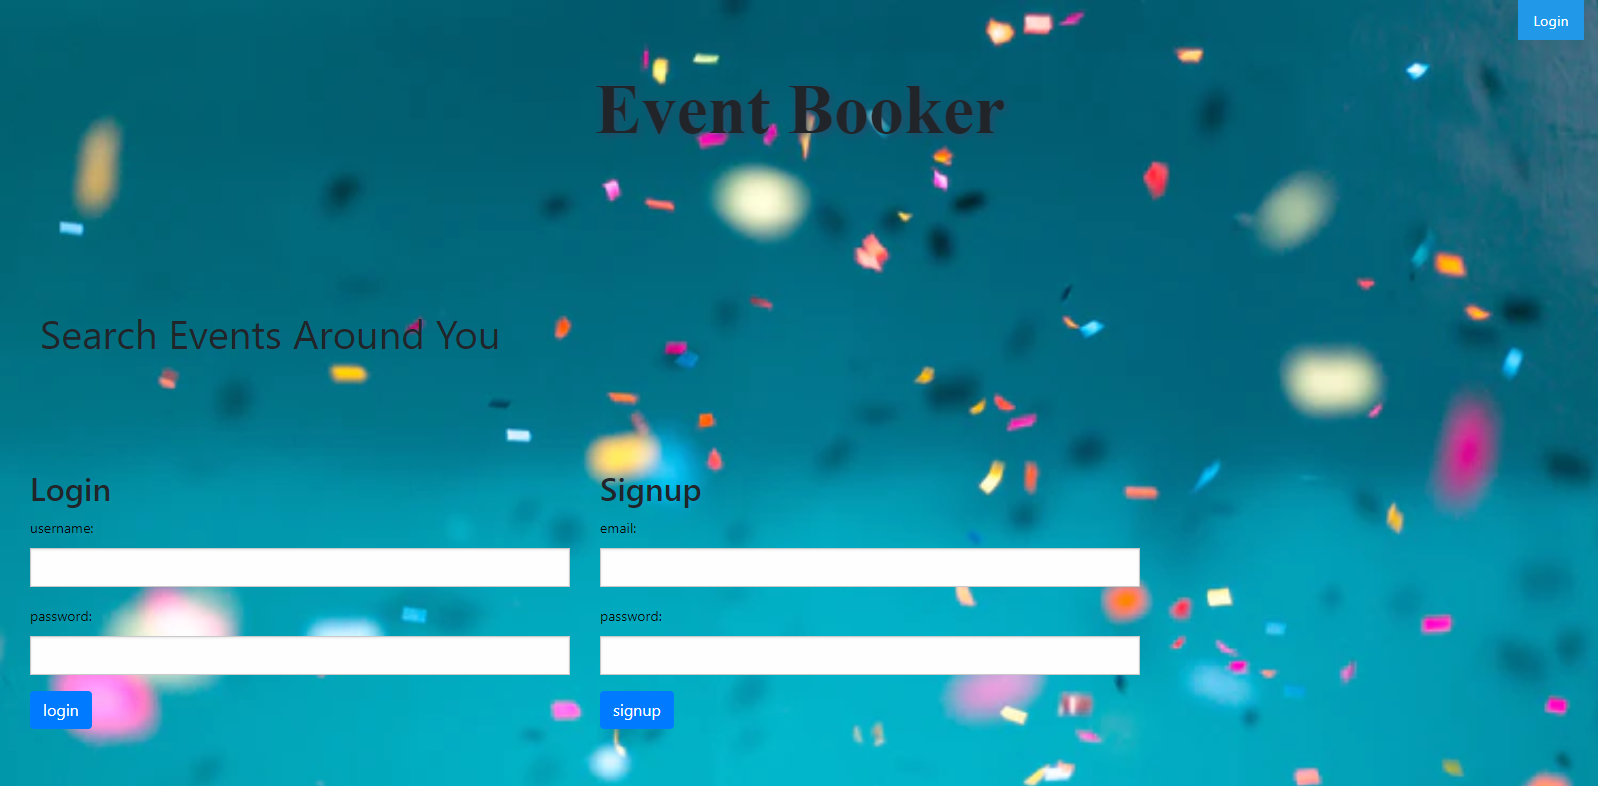 Login
Event Booker
Search Events Around You
Login
username:
password:
login
Signup
email:
password:
signup